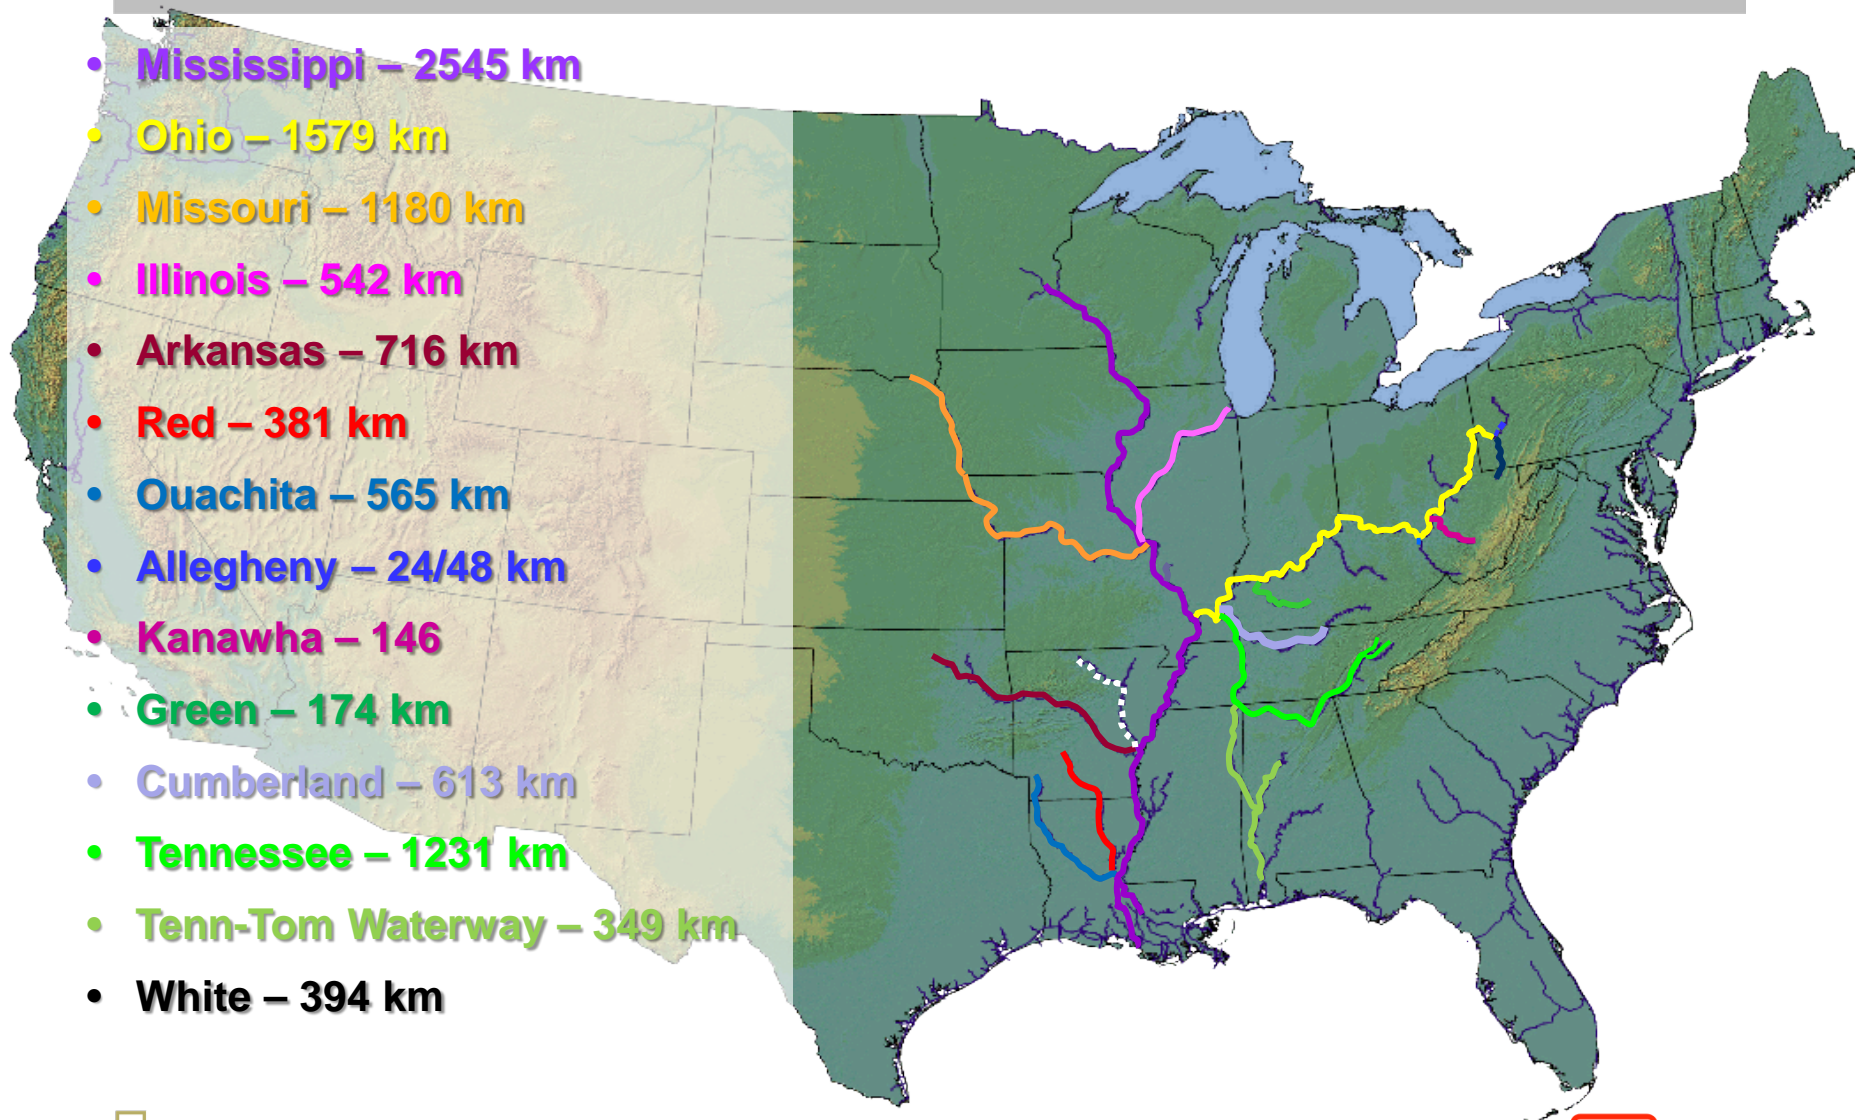 • Mississippi – 2545 km
• Ohio – 1579 km
• Missouri – 1180 km
• Illinois – 542 km
• Arkansas – 716 km
• Red – 381 km
• Ouachita – 565 km
• Allegheny – 24/48 km
• Kanawha – 146
• Green – 174 km
• Cumberland – 613 km
• Tennessee – 1231 km
• Tenn-Tom Waterway – 349 km
• White – 394 km